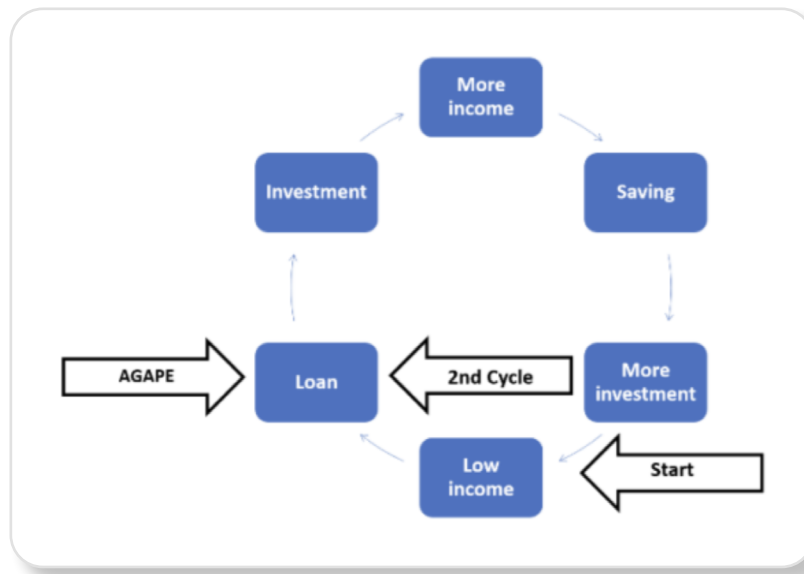 More
income
Investment
Saving
AGAPE
Loan
2nd Cycle
More
investment
Low
income
Start